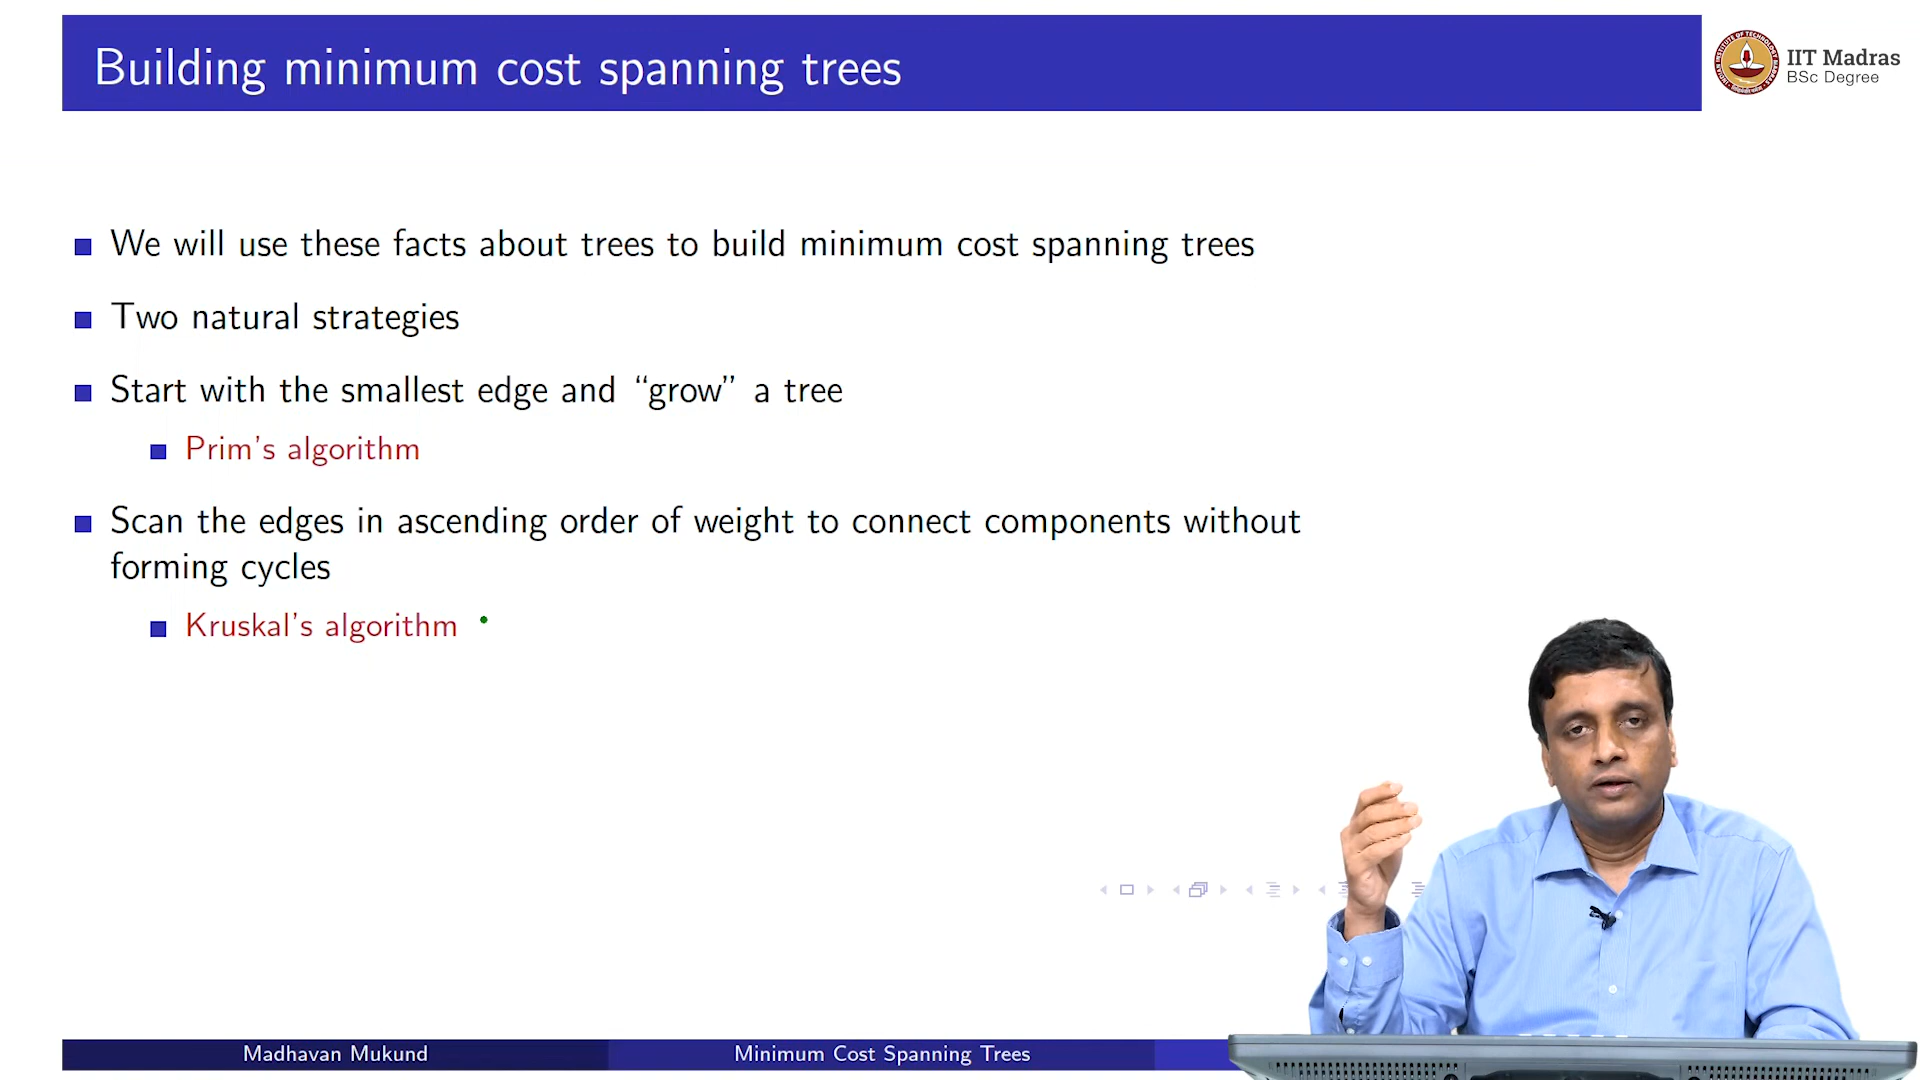 Building minimum cost spanning trees
IIT Madras
BSc Degree
We will use these facts about trees to build minimum cost spanning trees
Two natural strategies
Start with the smallest edge and “grow” a tree
Prim’s algorithm
Scan the edges in ascending order of weight to connect components without
forming cycles
Kruskal’s algorithm
Madhavan Mukund
Minimum Cost Spanning Trees